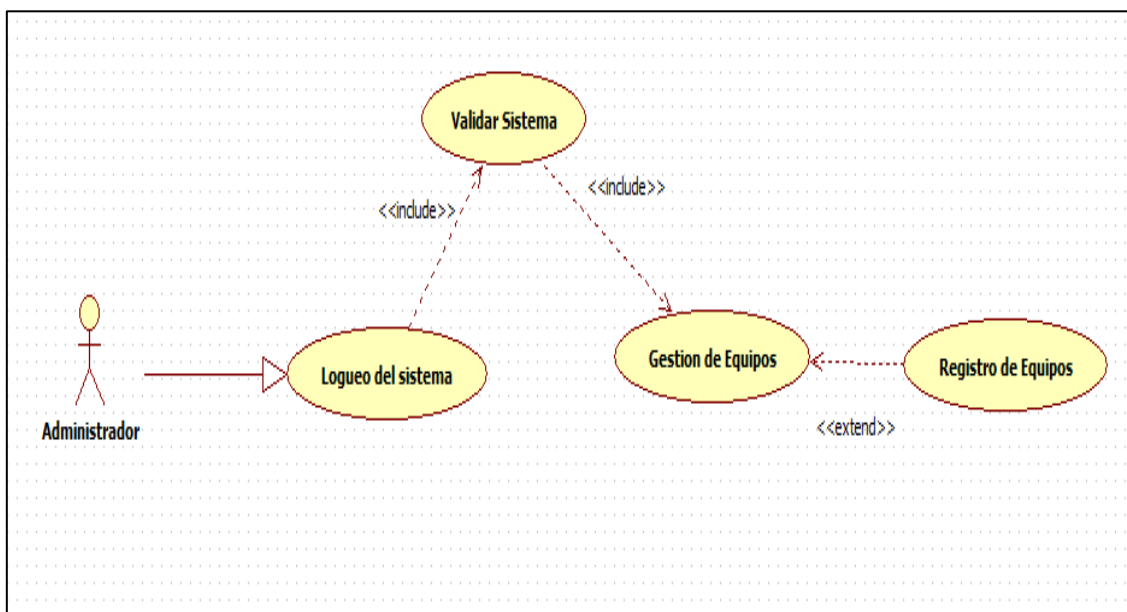 Validar Sistema
<<include>>
<<include>>
Logueo del sistema
Gestion de Equipos
Registro de Equipos
Administrador
<<extend>>